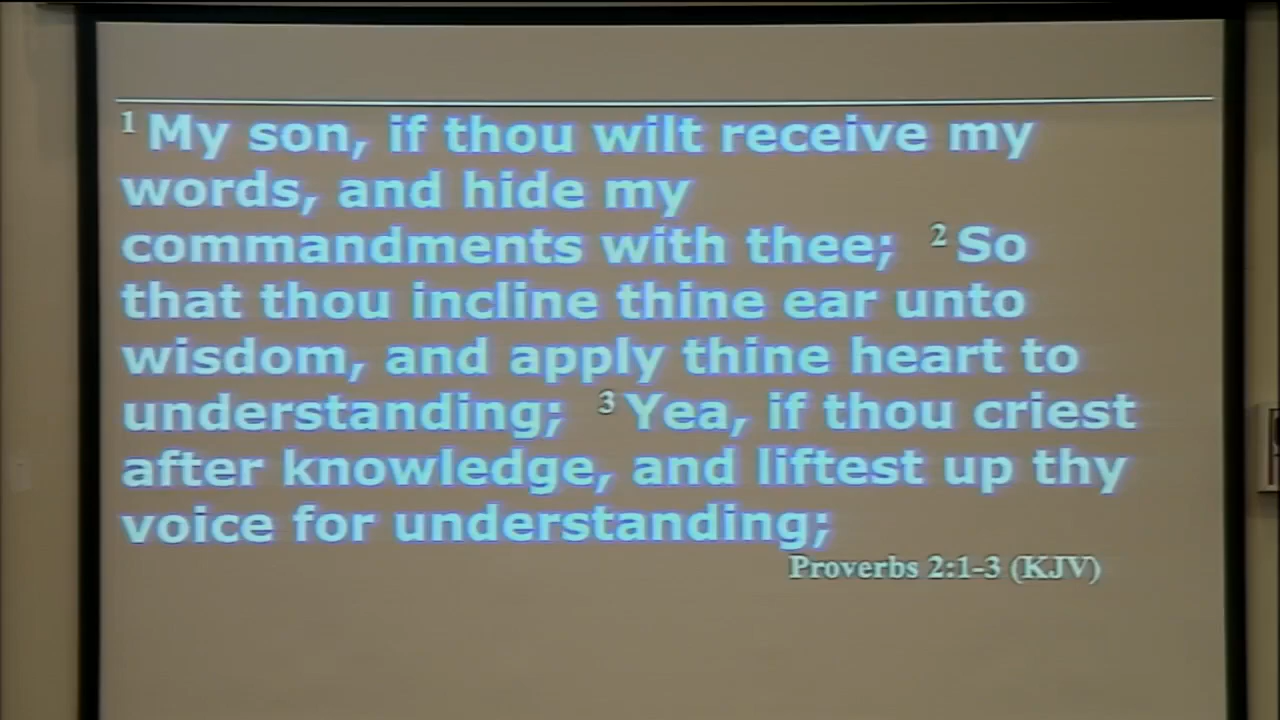 1 My son, if thou wilt receive my
words, and hide my
commandments with thee; 2 So
that thou incline thine ear unto
wisdom, and apply thine heart to
understanding; 3 Yea, if thou criest
after knowledge, and liftest up thy
voice for understanding;
Proverbs 2:1-3 (KJV)